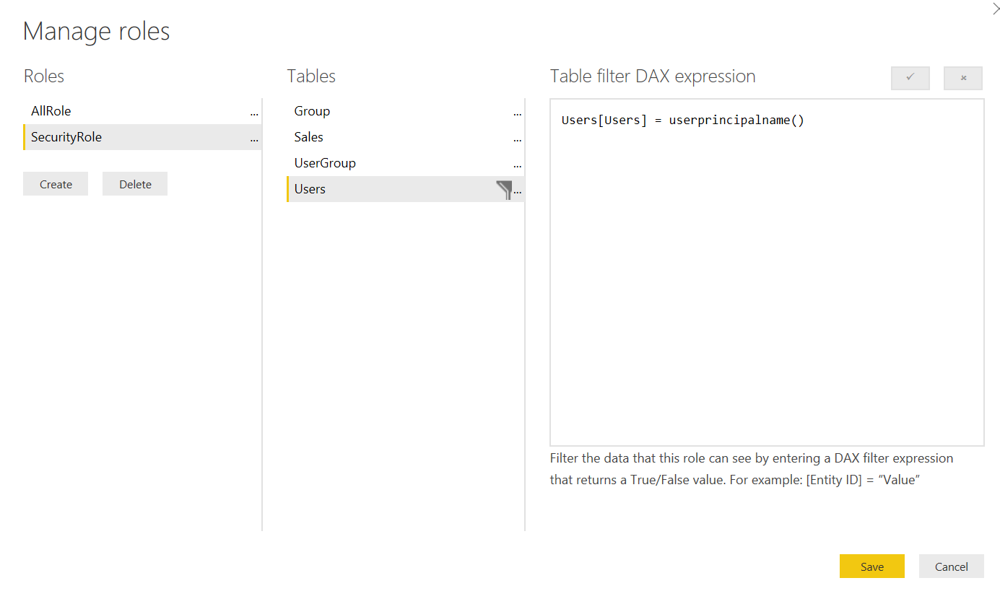 Manage roles
Roles
AllRole ...
SecurityRole ...
Create Delete
Tables
Group ...
Sales ...
UserGroup ...
Users ...
Table filter DAX expression
Users[Users] = userprincipalname()
Filter the data that this role can see by entering a DAX filter expression
that returns a True/False value. For example: [Entity ID] = “Value”
Save Cancel